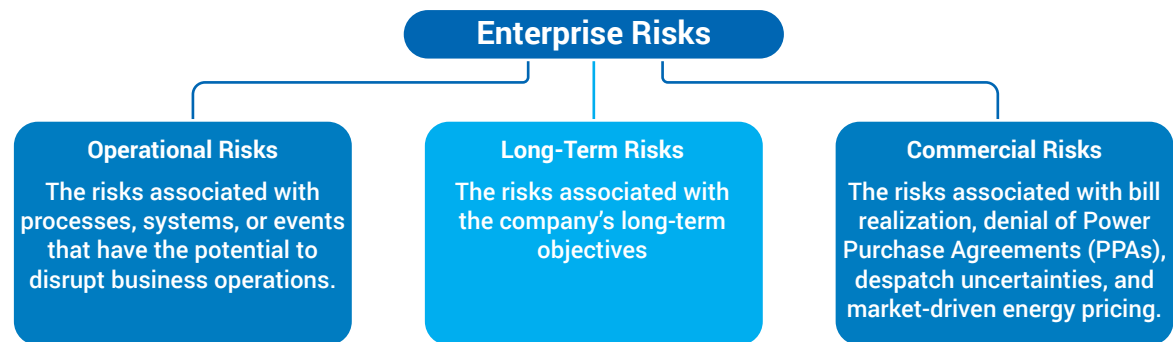 Enterprise Risks
Operational Risks
The risks associated with
processes, systems, or events
that have the potential to
disrupt business operations.
Long-Term Risks
The risks associated with
the company’s long-term
objectives
Commercial Risks
The risks associated with bill
realization, denial of Power
Purchase Agreements (PPAs),
despatch uncertainties, and
market-driven energy pricing.